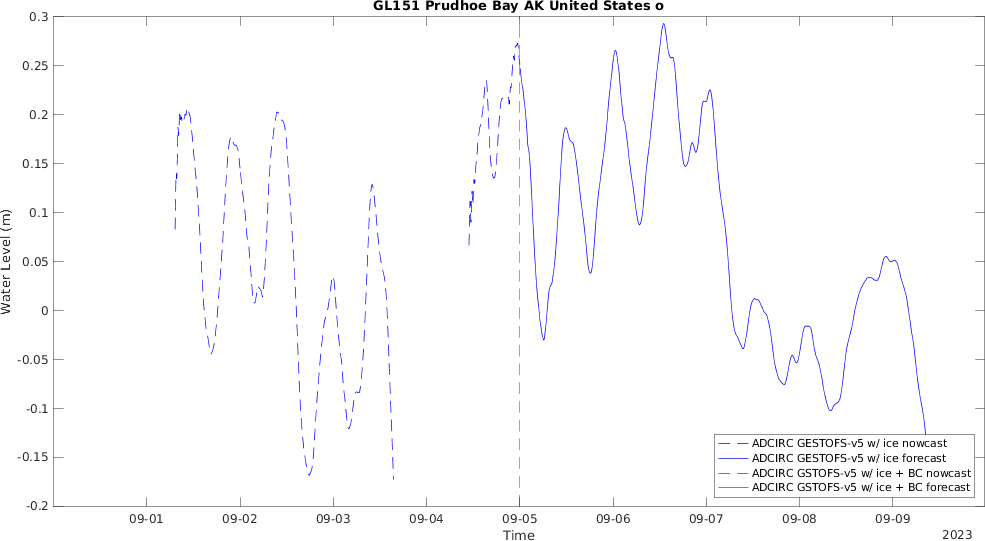 GL151 Prudhoe Bay AK United States o
0.3
0.25
0.2
0.15
0.1
0.05
0
-0.05
-0.1
-0.15
-0.2
Water Level (m)
ADCIRC GESTOFS-v5 w/ ice nowcast
ADCIRC GESTOFS-v5 w/ ice forecast
ADCIRC GSTOFS-v5 w/ ice + BC nowcast
ADCIRC GSTOFS-v5 w/ ice + BC forecast
09-01 09-02 09-03 09-04 09-05 09-06 09-07 09-08 09-09
Time
2023